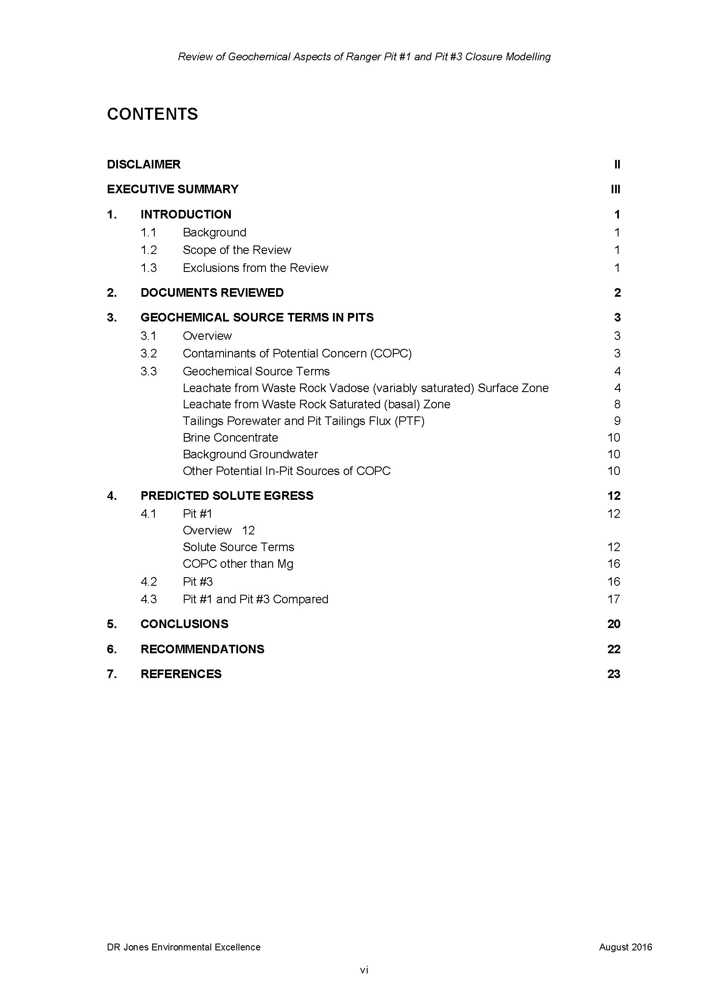 Review of Geochemical Aspects of Ranger Pit #1 and Pit #3 Closure Modelling
CONTENTS
DISCLAIMER II
EXECUTIVE SUMMARY III
1. INTRODUCTION 1
1.1 Background 1
1.2 Scope of the Review 1
1.3 Exclusions from the Review 1
2. DOCUMENTS REVIEWED 2
3. GEOCHEMICAL SOURCE TERMS IN PITS 3
3.1 Overview 3
3.2 Contaminants of Potential Concern (COPC) 3
3.3 Geochemical Source Terms 4
Leachate from Waste Rock Vadose (variably saturated) Surface Zone 4
Leachate from Waste Rock Saturated (basal) Zone 8
Tailings Porewater and Pit Tailings Flux (PTF) 9
Brine Concentrate 10
Background Groundwater 10
Other Potential In-Pit Sources of COPC 10
4. PREDICTED SOLUTE EGRESS 12
4.1 Pit #1 12
Overview 12
Solute Source Terms 12
COPC other than Mg 16
4.2 Pit #3 16
4.3 Pit #1 and Pit #3 Compared 17
5. CONCLUSIONS 20
6. RECOMMENDATIONS 22
7. REFERENCES 23
DR Jones Environmental Excellence August 2016
vi